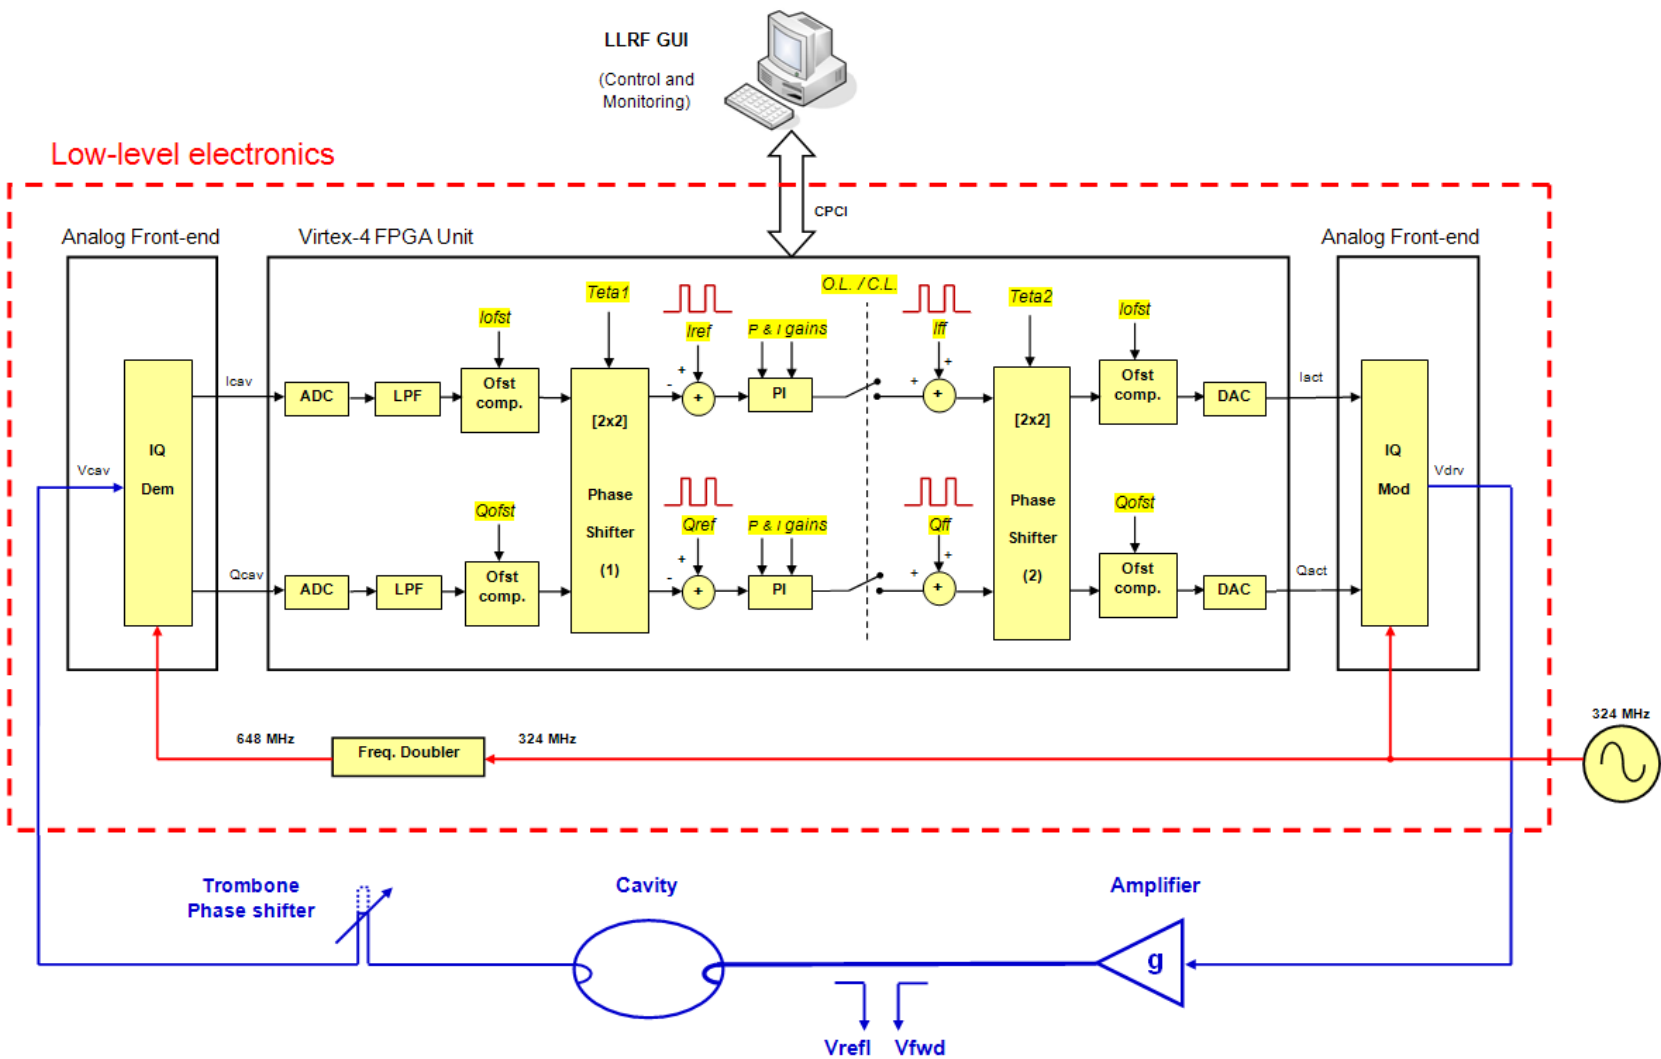 LLRF GUI
(Control and
Monitoring)
Low-level electronics
CPCI
Analog Front-end
Virtex-4 FPGA Unit
Analog Front-end
O.L. / C.L.
Teta1
Teta2
Iofst
Iref
P & I gains
Iff
Iofst
Icav
ADC
LPF
Ofst
comp.
-
+
+
PI
+
+
+
Ofst
comp.
DAC
Iact
[2x2]
[2x2]
IQ
Dem
Vcav
Phase
Shifter
(1)
Phase
Shifter
(2)
IQ
Mod
Vdrv
Qofst
Qref
P & I gains
Qff
Qofst
Qcav
ADC
LPF
Ofst
comp.
-
+
+
PI
+
+
+
Ofst
comp.
DAC
Qact
648 MHz
Freq. Doubler
324 MHz
324 MHz
Trombone
Phase shifter
Cavity
Amplifier
g
Vrefl
Vfwd